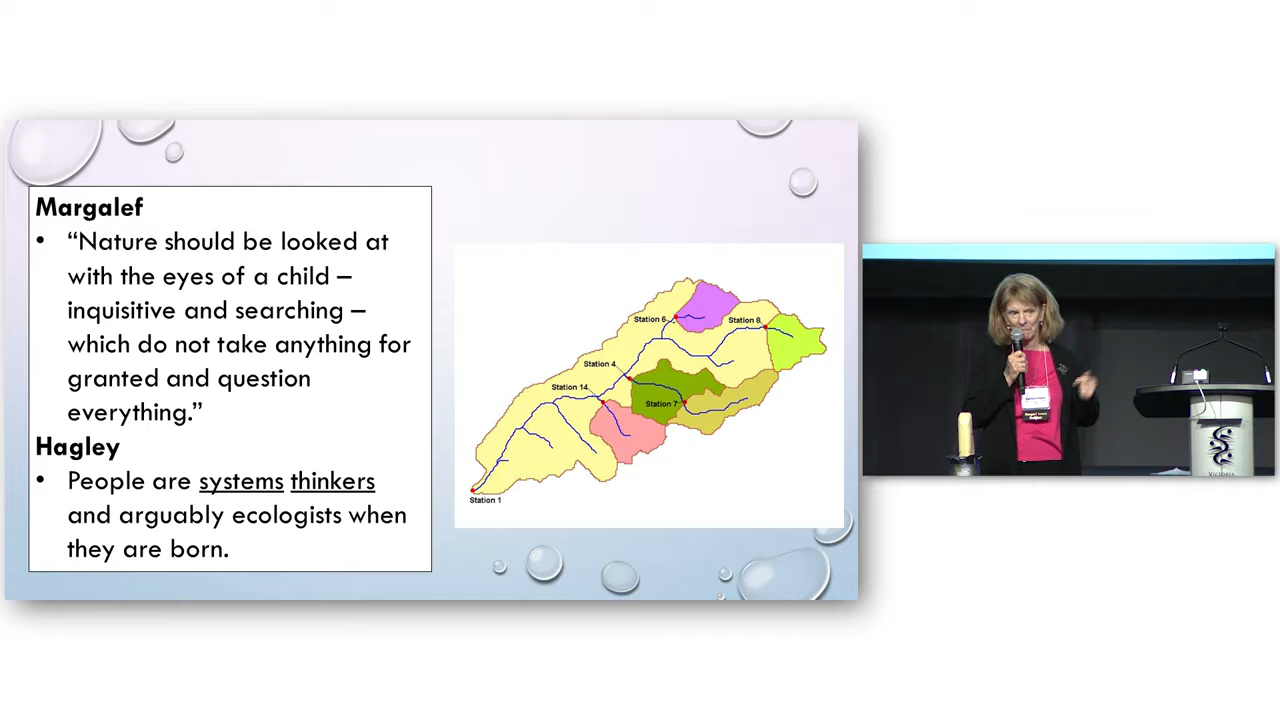 Margalef
• “Nature should be looked at
with the eyes of a child –
inquisitive and searching –
which do not take anything for
granted and question
everything.”
Hagley
• People are systems thinkers
and arguably ecologists when
they are born.
Station 6
Station 8
Station 4
Station 14
Station 7
Station 1
VICTORIA